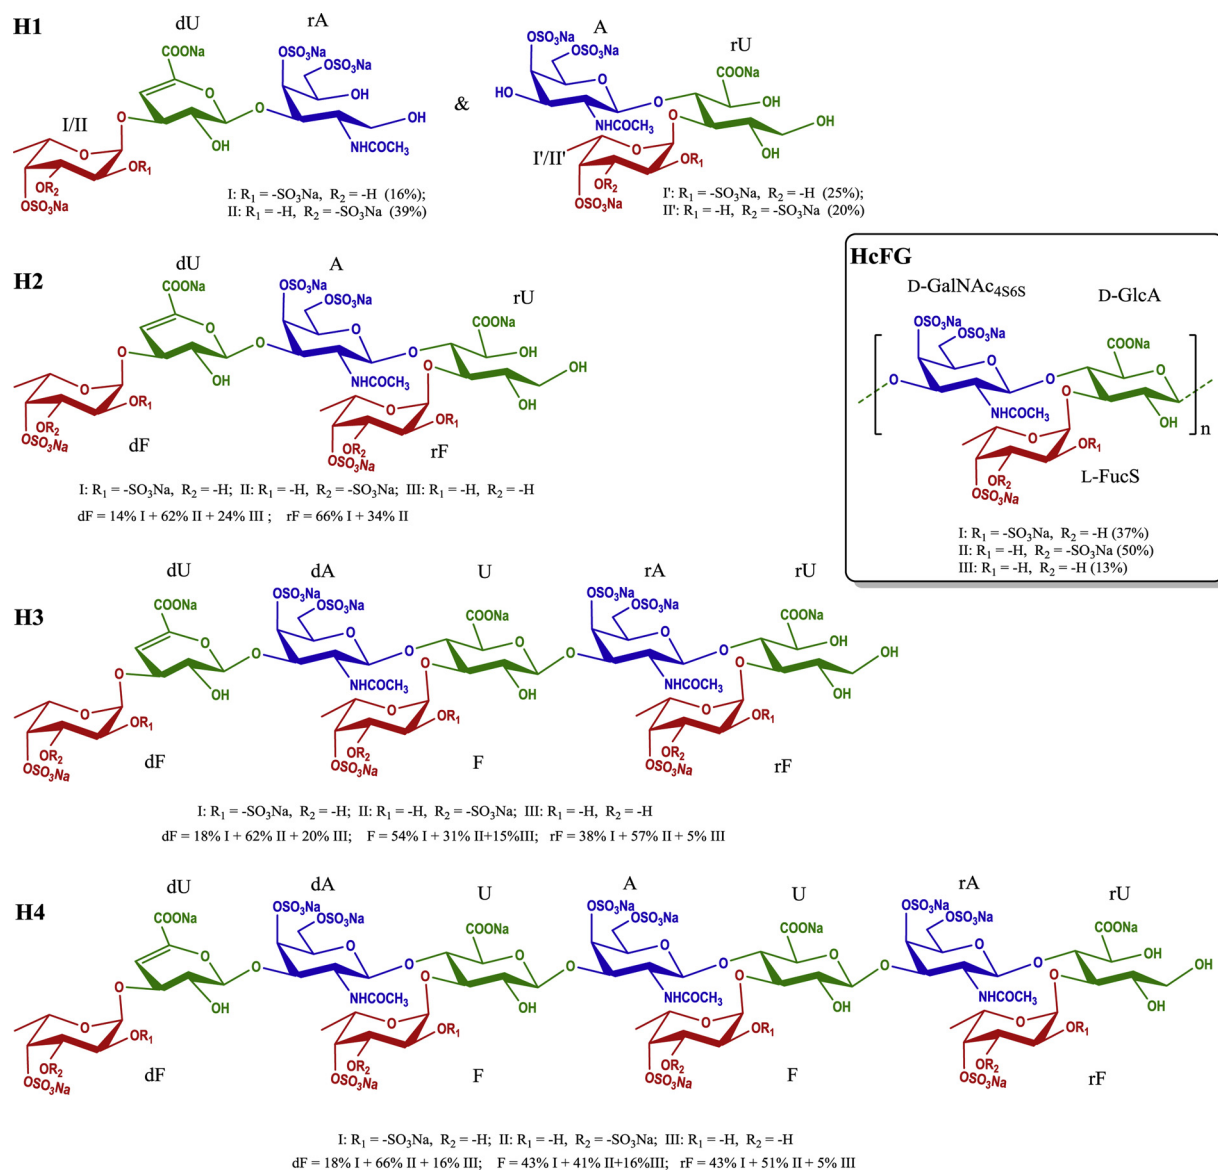 H1
dU
rA
COONa
OSO₃Na
OSO₃Na
O
O
OH
O
OH
OH
NHCOCH₃
I/II
O
O
OR₁
OR₂
OSO₃Na
I: R₁ = -SO₃Na, R₂ = -H (16%);
II: R₁ = -H, R₂ = -SO₃Na (39%)
&
A
rU
OSO₃Na
OSO₃Na
O
COONa
HO
O
OH
NHCOCH₃
O
OH
OH
I'/II'
O
OR₁
OR₂
OSO₃Na
I': R₁ = -SO₃Na, R₂ = -H (25%);
II': R₁ = -H, R₂ = -SO₃Na (20%)
H2
dU
A
rU
COONa
OSO₃Na
OSO₃Na
COONa
O
O
O
O
OH
O
O
OH
OH
NHCOCH₃
OH
O
OR₁
O
OR₁
OR₂
OR₂
OSO₃Na
OSO₃Na
dF
rF
I: R₁ = -SO₃Na, R₂ = -H; II: R₁ = -H, R₂ = -SO₃Na; III: R₁ = -H, R₂ = -H
dF = 14% I + 62% II + 24% III ; rF = 66% I + 34% II
HcFG
D-GalNAc₄S₆S
D-GlcA
OSO₃Na
OSO₃Na
COONa
O
O
O
O
O
NHCOCH₃
OH
n
O
OR₁
OR₂
OSO₃Na
L-FucS
I: R₁ = -SO₃Na, R₂ = -H (37%)
II: R₁ = -H, R₂ = -SO₃Na (50%)
III: R₁ = -H, R₂ = -H (13%)
H3
dU
dA
U
rA
rU
COONa
OSO₃Na
OSO₃Na
COONa
OSO₃Na
OSO₃Na
COONa
O
O
O
O
O
O
O
O
OH
O
O
O
OH
OH
NHCOCH₃
OH
NHCOCH₃
OH
O
OR₁
O
OR₁
O
OR₁
OR₂
OR₂
OR₂
OSO₃Na
OSO₃Na
OSO₃Na
dF
F
rF
I: R₁ = -SO₃Na, R₂ = -H; II: R₁ = -H, R₂ = -SO₃Na; III: R₁ = -H, R₂ = -H
dF = 18% I + 62% II + 20% III; F = 54% I + 31% II+15%III; rF = 38% I + 57% II + 5% III
H4
dU
dA
U
A
U
rA
rU
COONa
OSO₃Na
OSO₃Na
COONa
OSO₃Na
OSO₃Na
COONa
OSO₃Na
OSO₃Na
COONa
O
O
O
O
O
O
O
O
O
O
O
O
OH
O
O
O
O
OH
OH
NHCOCH₃
OH
NHCOCH₃
OH
NHCOCH₃
OH
O
OR₁
O
OR₁
O
OR₁
O
OR₁
OR₂
OR₂
OR₂
OR₂
OSO₃Na
OSO₃Na
OSO₃Na
OSO₃Na
dF
F
F
rF
I: R₁ = -SO₃Na, R₂ = -H; II: R₁ = -H, R₂ = -SO₃Na; III: R₁ = -H, R₂ = -H
dF = 18% I + 66% II + 16% III; F = 43% I + 41% II+16%III; rF = 43% I + 51% II + 5% III